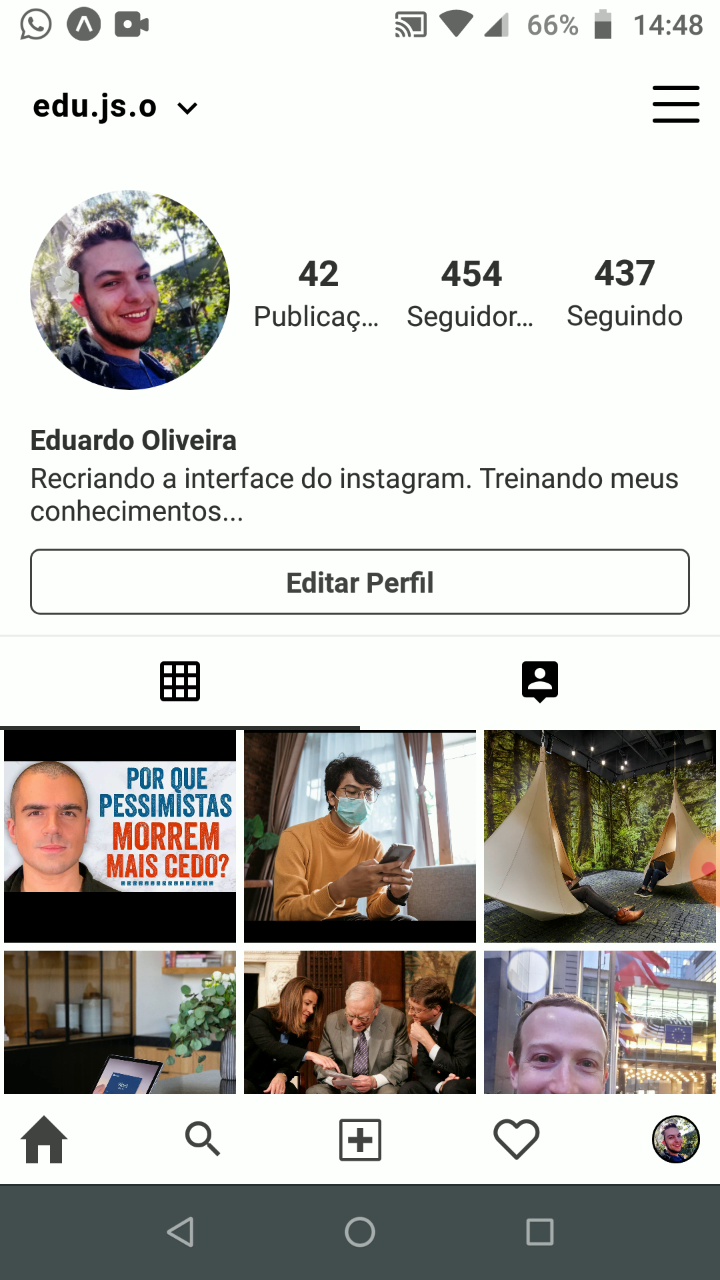 66% 14:48
edu.js.o
42 454 437
Publicaç... Seguidor... Seguindo
Eduardo Oliveira
Recriando a interface do instagram. Treinando meus
conhecimentos...
Editar Perfil
POR QUE
PESSIMISTAS
MORREM
MAIS CEDO?